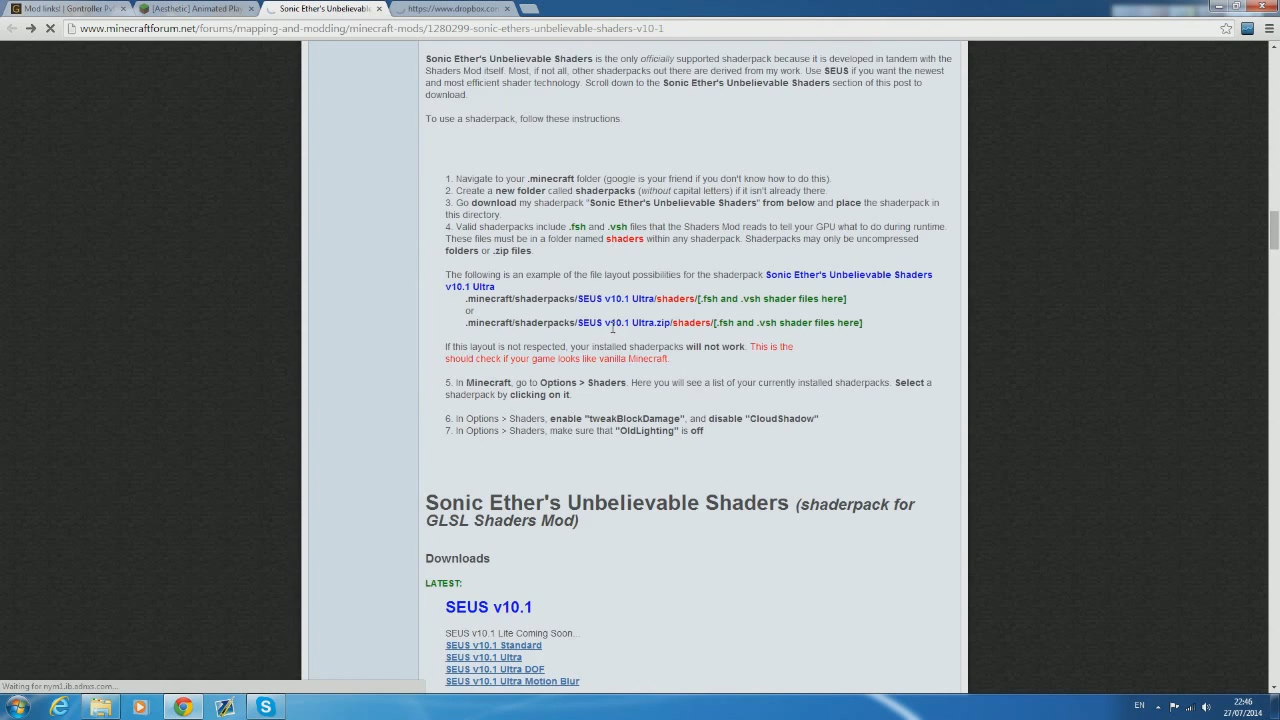 Mod links! | Gontroller Pv
[Aesthetic] Animated Play
Sonic Ether's Unbelievable
https://www.dropbox.com/
www.minecraftforum.net/forums/mapping-and-modding/minecraft-mods/1280299-sonic-ethers-unbelievable-shaders-v10-1
Sonic Ether's Unbelievable Shaders is the only officially supported shaderpack because it is developed in tandem with the
Shaders Mod itself. Most, if not all, other shaderpacks out there are derived from my work. Use SEUS if you want the newest
and most efficient shader technology. Scroll down to the Sonic Ether's Unbelievable Shaders section of this post to
download.
To use a shaderpack, follow these instructions.
1. Navigate to your .minecraft folder (google is your friend if you don't know how to do this).
2. Create a new folder called shaderpacks (without capital letters) if it isn't already there.
3. Go download my shaderpack "Sonic Ether's Unbelievable Shaders" from below and place the shaderpack in
this directory.
4. Valid shaderpacks include .fsh and .vsh files that the Shaders Mod reads to tell your GPU what to do during runtime.
These files must be in a folder named shaders within any shaderpack. Shaderpacks may only be uncompressed
folders or .zip files.
The following is an example of the file layout possibilities for the shaderpack Sonic Ether's Unbelievable Shaders
v10.1 Ultra
.minecraft/shaderpacks/SEUS v10.1 Ultra/shaders/[.fsh and .vsh shader files here]
or
.minecraft/shaderpacks/SEUS v10.1 Ultra.zip/shaders/[.fsh and .vsh shader files here]
If this layout is not respected, your installed shaderpacks will not work. This is the
should check if your game looks like vanilla Minecraft.
5. In Minecraft, go to Options > Shaders. Here you will see a list of your currently installed shaderpacks. Select a
shaderpack by clicking on it.
6. In Options > Shaders, enable "tweakBlockDamage", and disable "CloudShadow"
7. In Options > Shaders, make sure that "OldLighting" is off
Sonic Ether's Unbelievable Shaders (shaderpack for
GLSL Shaders Mod)
Downloads
LATEST:
SEUS v10.1
SEUS v10.1 Lite Coming Soon...
SEUS v10.1 Standard
SEUS v10.1 Ultra
SEUS v10.1 Ultra DOF
SEUS v10.1 Ultra Motion Blur
Waiting for nym1.ib.adnxs.com...
EN
22:46
27/07/2014